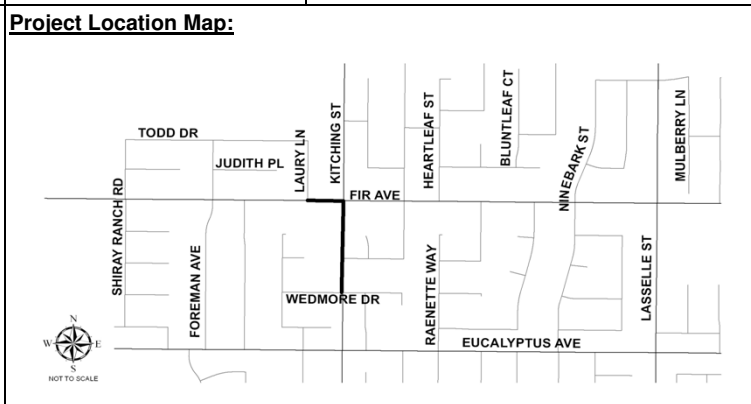 Project Location Map:
TODD DR
JUDITH PL
LAURY LN
KITCHING ST
HEARTLEAF ST
BLUNTLEAF CT
NINEBARK ST
MULBERRY LN
FIR AVE
SHIRAY RANCH RD
FOREMAN AVE
WEDMORE DR
RAENETTE WAY
LASSELLE ST
EUCALYPTUS AVE
N
W E
S
NOT TO SCALE